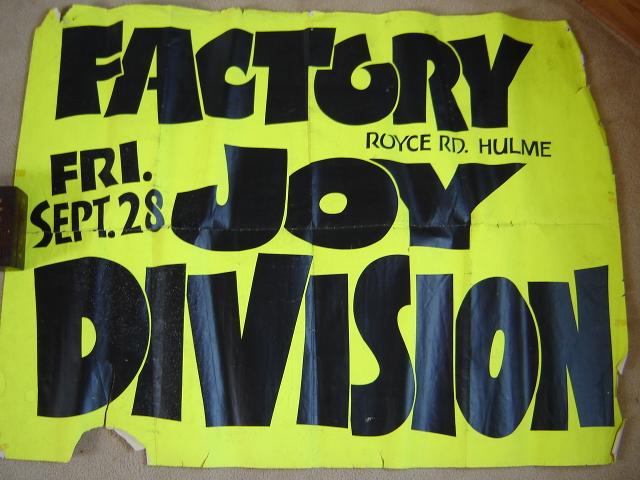 FACTORY
ROYCE RD. HULME
FRI.
SEPT. 28
JOY
DIVISION